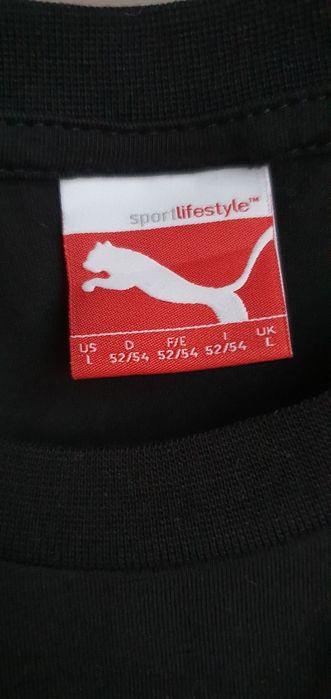 sportlifestyle™
US D F/E I UK
L 52/54 52/54 52/54 L